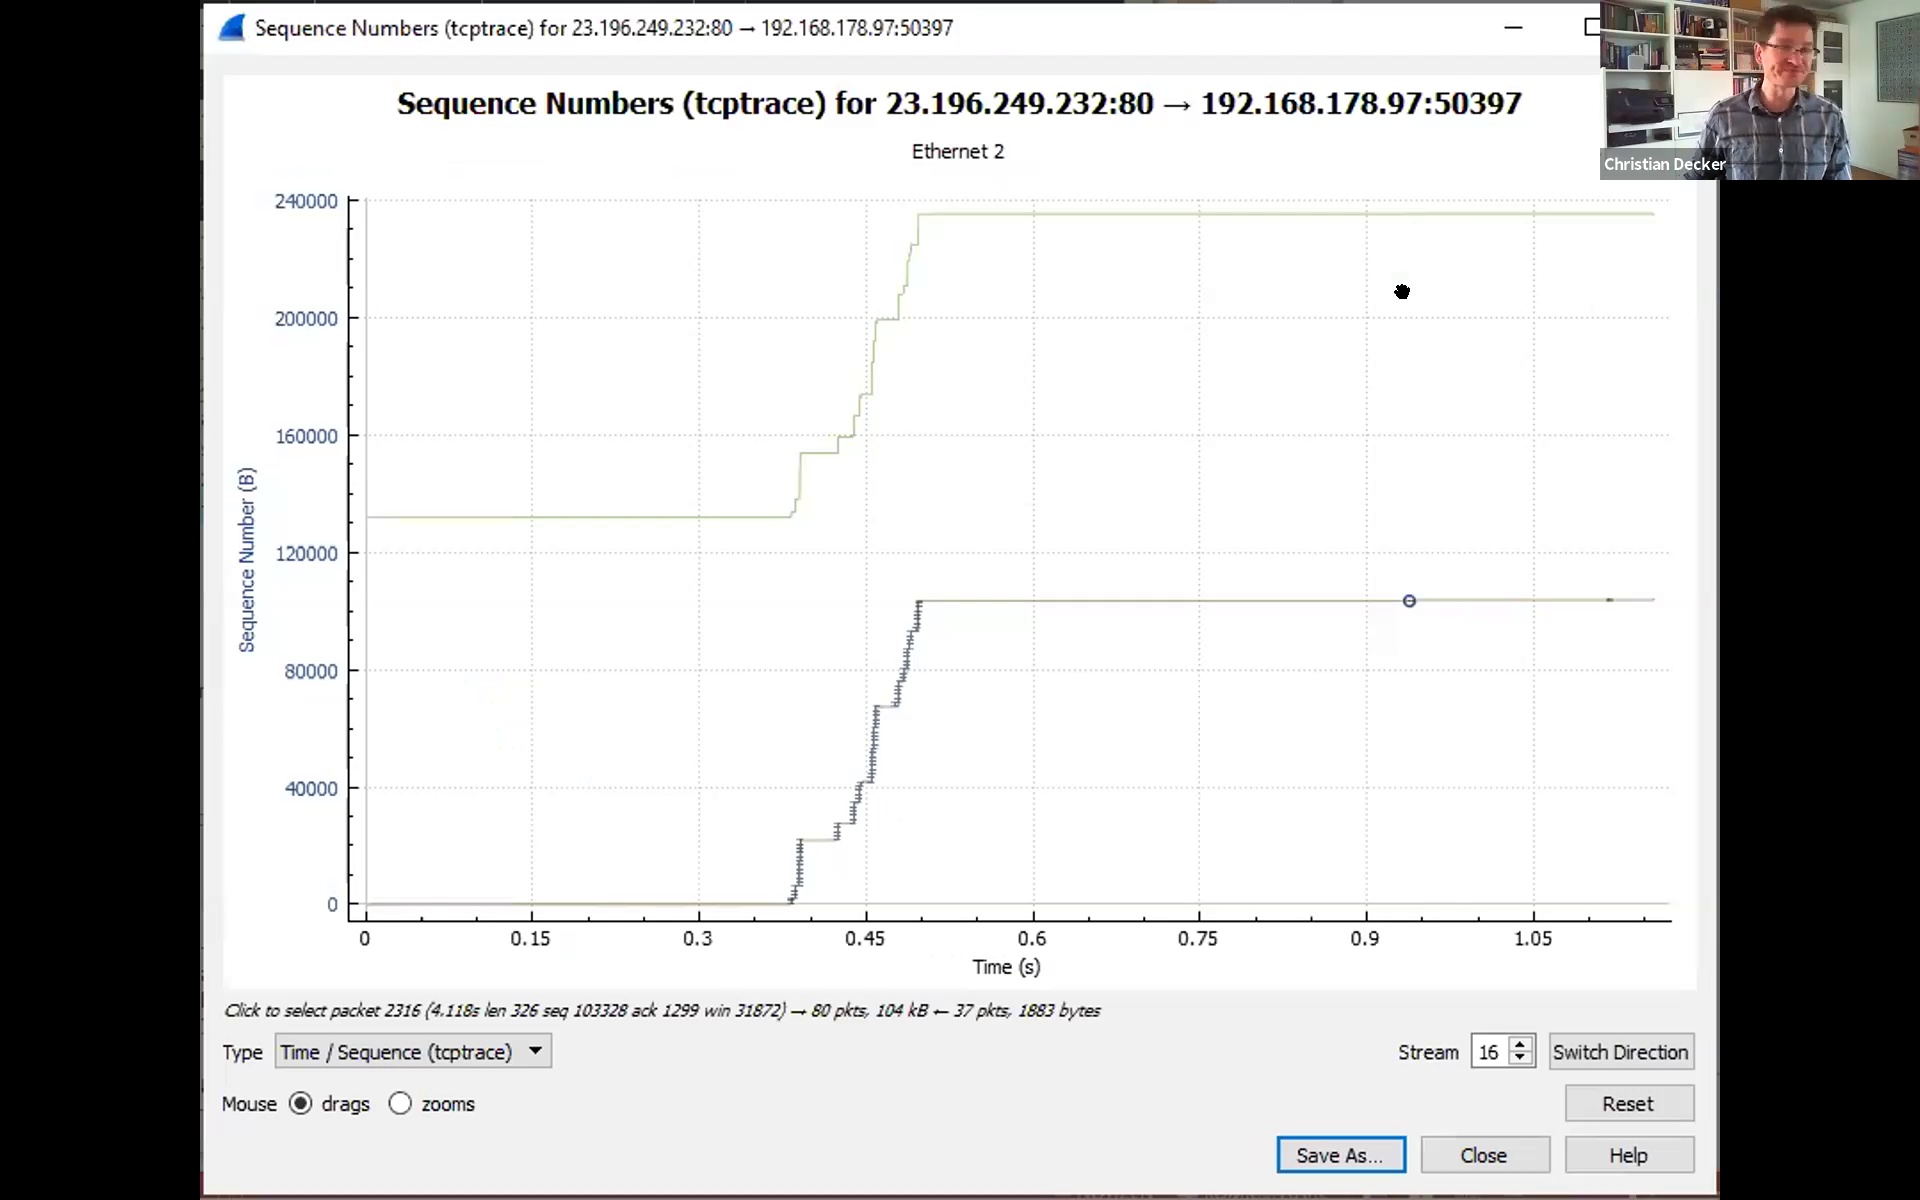 Sequence Numbers (tcptrace) for 23.196.249.232:80 → 192.168.178.97:50397
Christian Decker
Sequence Numbers (tcptrace) for 23.196.249.232:80 → 192.168.178.97:50397
Ethernet 2
240000
200000
160000
120000
80000
40000
0
Sequence Number (B)
0 0.15 0.3 0.45 0.6 0.75 0.9 1.05
Time (s)
Click to select packet 2316 (4.118s len 326 seq 103328 ack 1299 win 31872) → 80 pkts, 104 kB ← 37 pkts, 1883 bytes
Type Time / Sequence (tcptrace) Stream 16 Switch Direction
Mouse drags zooms Reset
Save As... Close Help